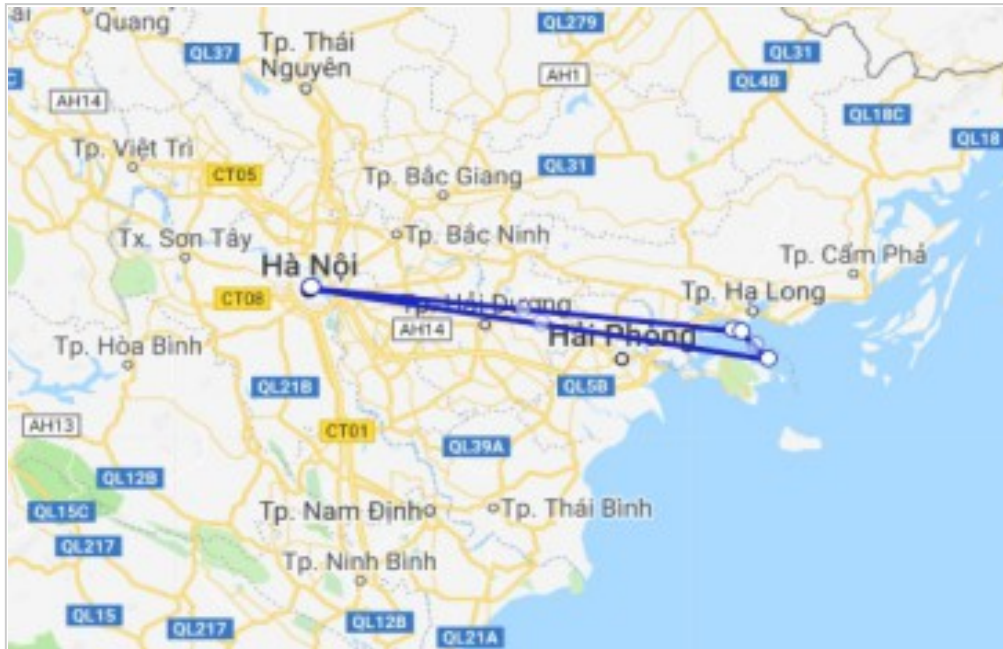 Quang
QL279
QL31
QL37
Tp. Thái
Nguyên
AH1
QL4B
AH14
QL18C
QL18
Tp. Việt Trì
CT05
Tp. Bắc Giang
QL31
Tx. Sơn Tây
Tp. Bắc Ninh
Hà Nội
Tp. Cẩm Phả
CT08
Tp. Hải Dương
Tp. Hạ Long
AH14
Hải Phòng
Tp. Hòa Bình
QL21B
QL5B
AH13
CT01
QL39A
QL12B
QL15C
Tp. Nam Định
Tp. Thái Bình
QL217
Tp. Ninh Bình
QL15
QL217
QL12B
QL21A